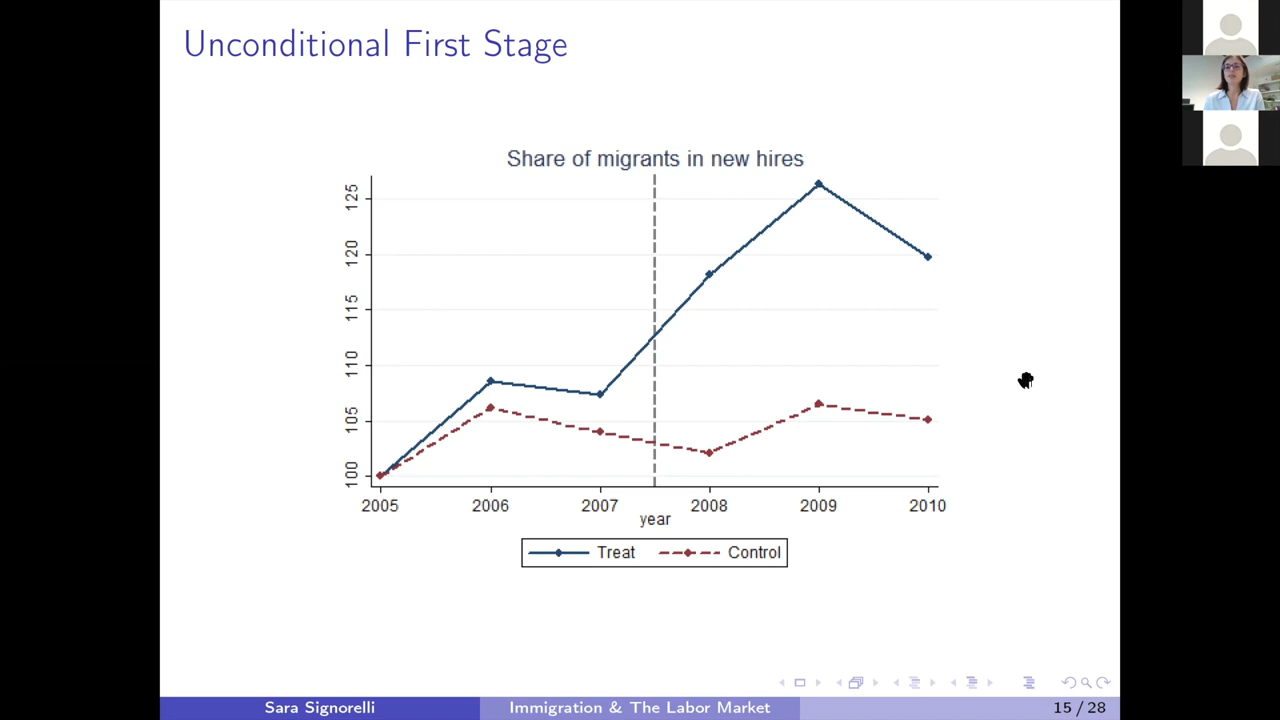 Unconditional First Stage
Share of migrants in new hires
125
120
115
110
105
100
2005 2006 2007 2008 2009 2010
year
Treat Control
Sara Signorelli Immigration & The Labor Market 15 / 28